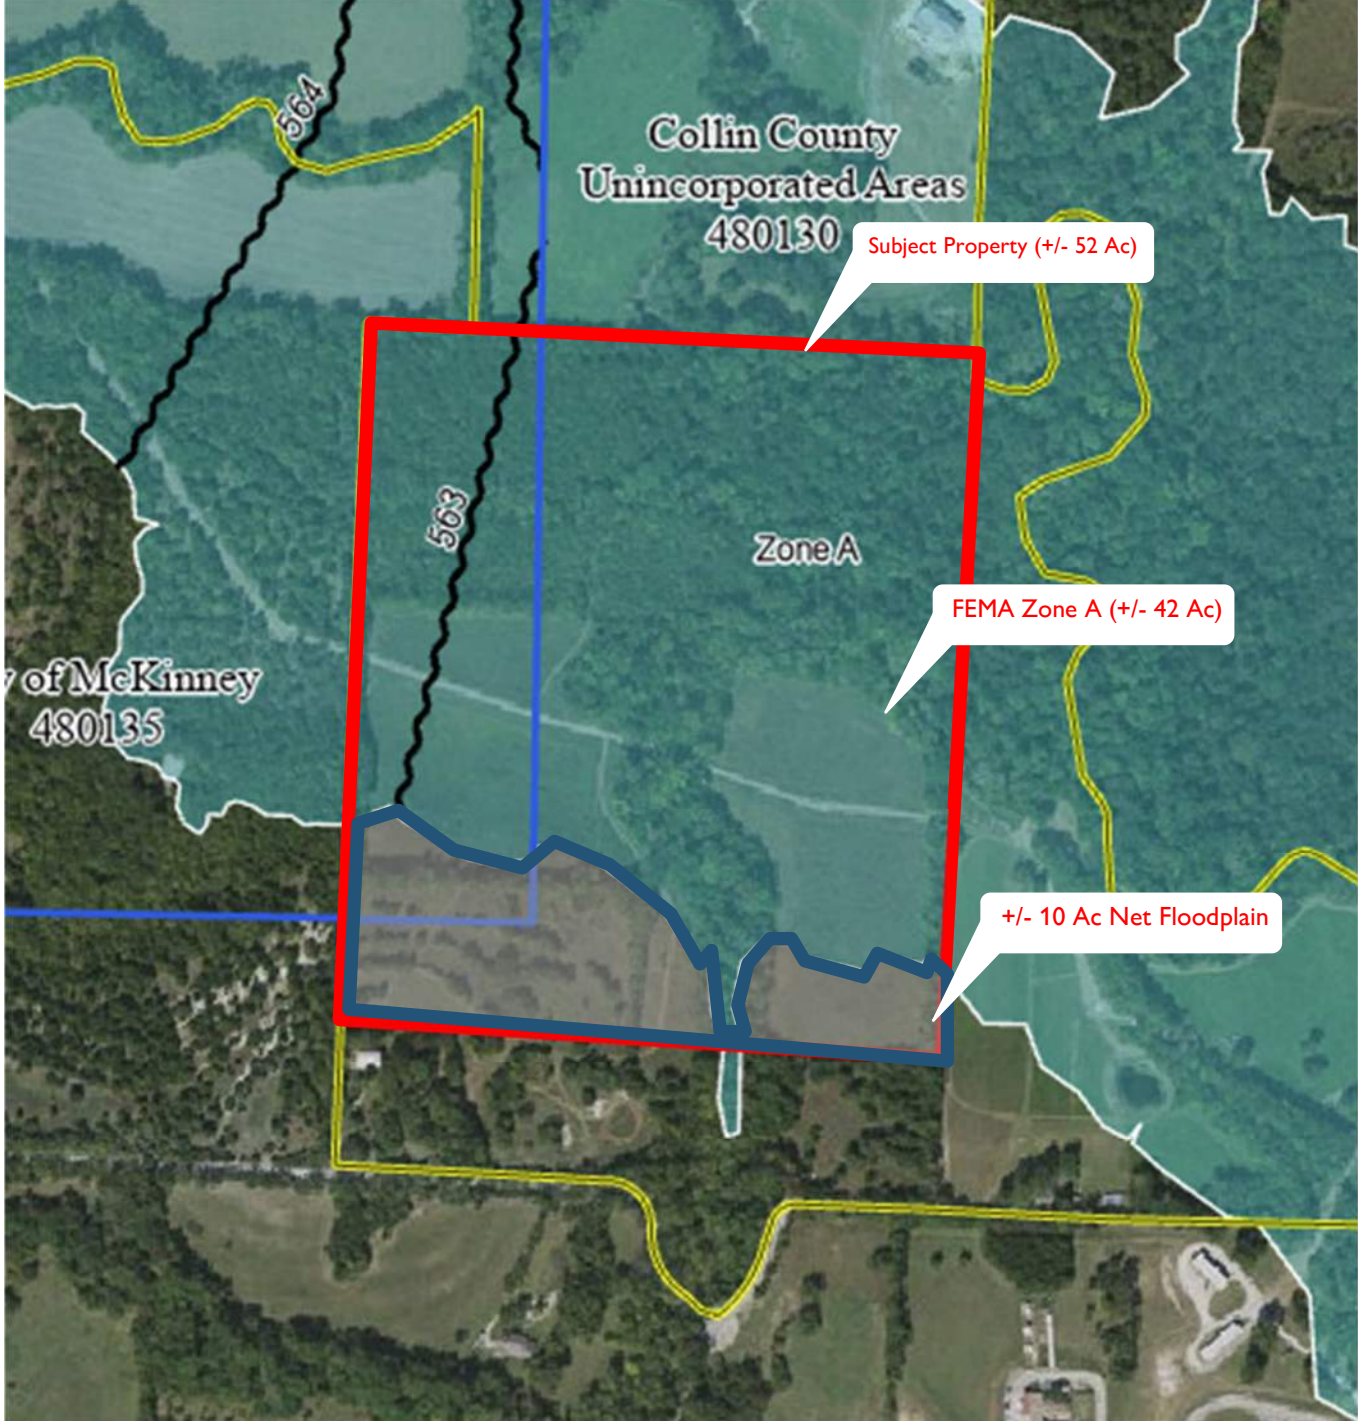 564
Collin County
Unincorporated Areas
480130
Subject Property (+/- 52 Ac)
563
Zone A
FEMA Zone A (+/- 42 Ac)
y of McKinney
480135
+/- 10 Ac Net Floodplain